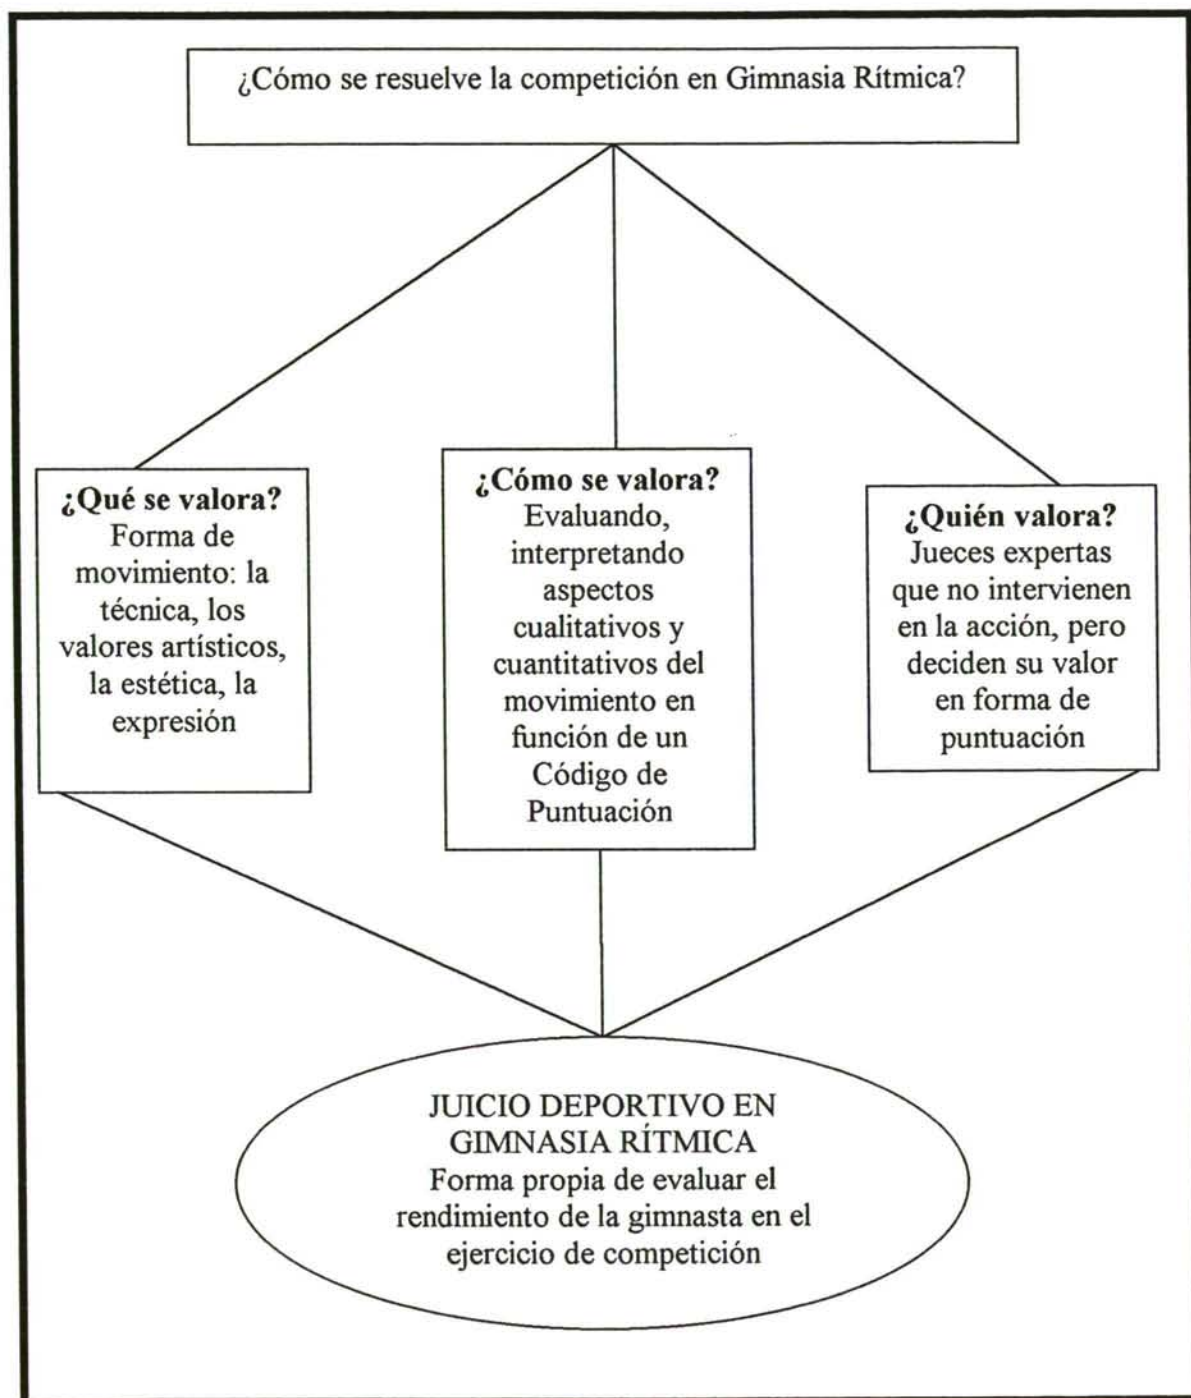 ¿Cómo se resuelve la competición en Gimnasia Rítmica?
¿Qué se valora?
Forma de
movimiento: la
técnica, los
valores artísticos,
la estética, la
expresión
¿Cómo se valora?
Evaluando,
interpretando
aspectos
cualitativos y
cuantitativos del
movimiento en
función de un
Código de
Puntuación
¿Quién valora?
Jueces expertas
que no intervienen
en la acción, pero
deciden su valor
en forma de
puntuación
JUICIO DEPORTIVO EN
GIMNASIA RÍTMICA
Forma propia de evaluar el
rendimiento de la gimnasta en el
ejercicio de competición